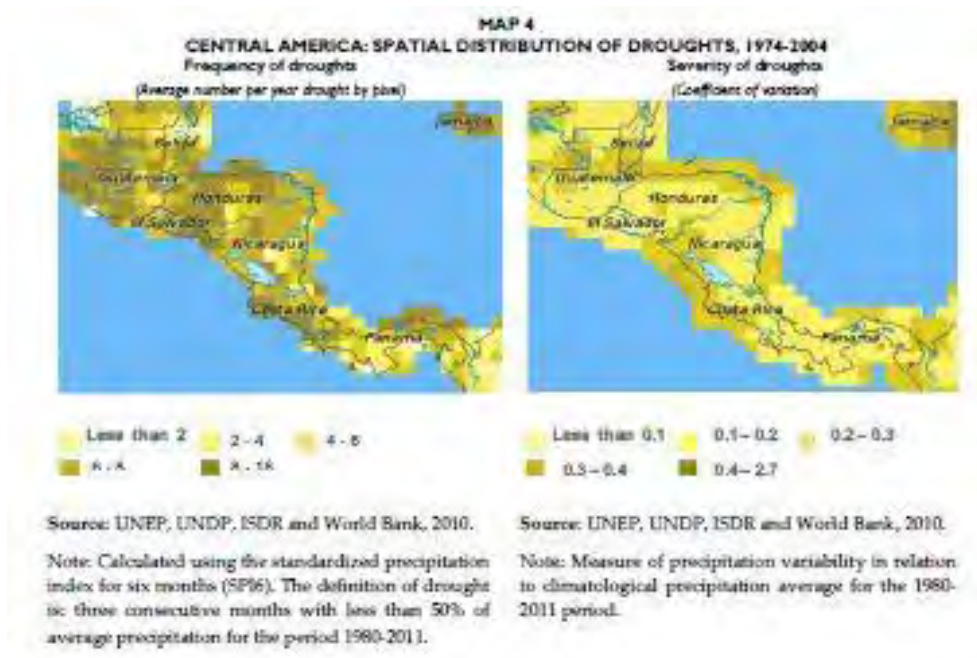 MAP 4
CENTRAL AMERICA: SPATIAL DISTRIBUTION OF DROUGHTS, 1974-2004
Frequency of droughts
(Average number per year drought by pixel)
Jamaica
Belize
Guatemala
Honduras
El Salvador
Nicaragua
Costa Rica
Panama
Less than 2
2 - 4
4 - 6
6 - 8
Source: UNEP, UNDP, ISDR and World Bank, 2010.
Note: Calculated using the standardized precipitation
index for six months (SPI6). The definition of drought
is: three consecutive months with less than 50% of
average precipitation for the period 1980-2011.
Severity of droughts
(Coefficient of variation)
Jamaica
Belize
Guatemala
Honduras
El Salvador
Nicaragua
Costa Rica
Panama
Less than 0.1
0.1 – 0.2
0.2 – 0.3
0.3 – 0.4
0.4 – 2.7
Source: UNEP, UNDP, ISDR and World Bank, 2010.
Note: Measure of precipitation variability in relation
to climatological precipitation average for the 1980-
2011 period.